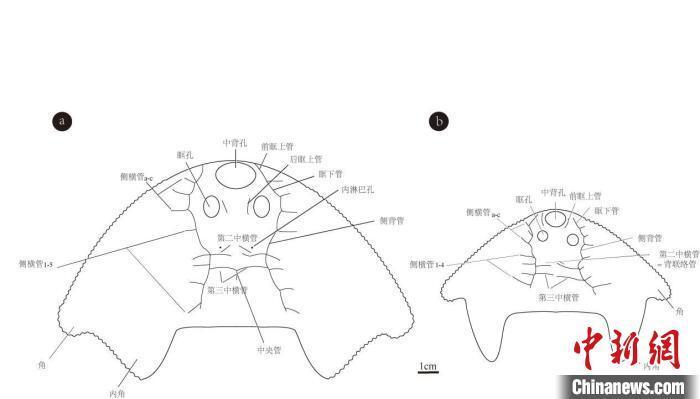 a
中背孔
前眶上管
眶孔
后眶上管
侧横管a-c
眶下管
内淋巴孔
侧背管
第二中横管
侧横管1-5
第三中横管
中央管
角
内角
1cm
b
中背孔
眶孔
前眶上管
侧横管a-c
眶下管
侧背管
第二中横管
=背联络管
侧横管1-4
第三中横管
角
内角
中新網
Chinanews.com